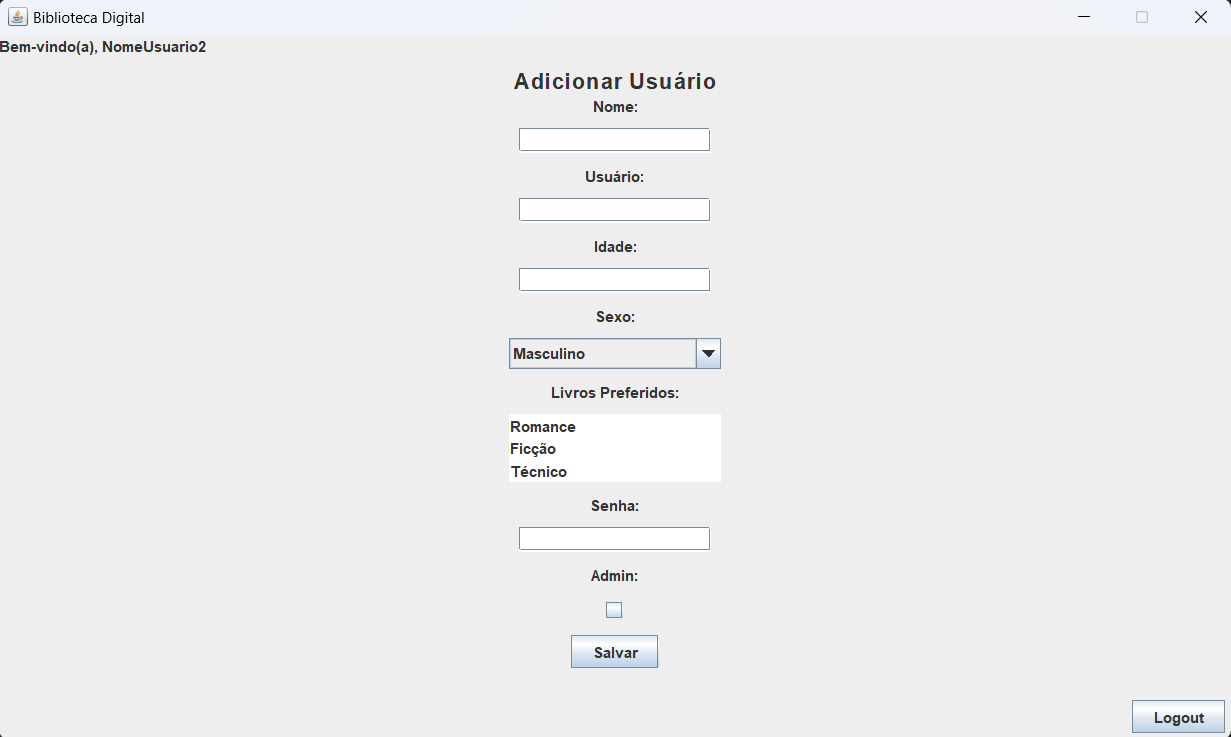 Biblioteca Digital
Bem-vindo(a), NomeUsuario2
Adicionar Usuário
Nome:
Usuário:
Idade:
Sexo:
Masculino
Livros Preferidos:
Romance
Ficção
Técnico
Senha:
Admin:
Salvar
Logout